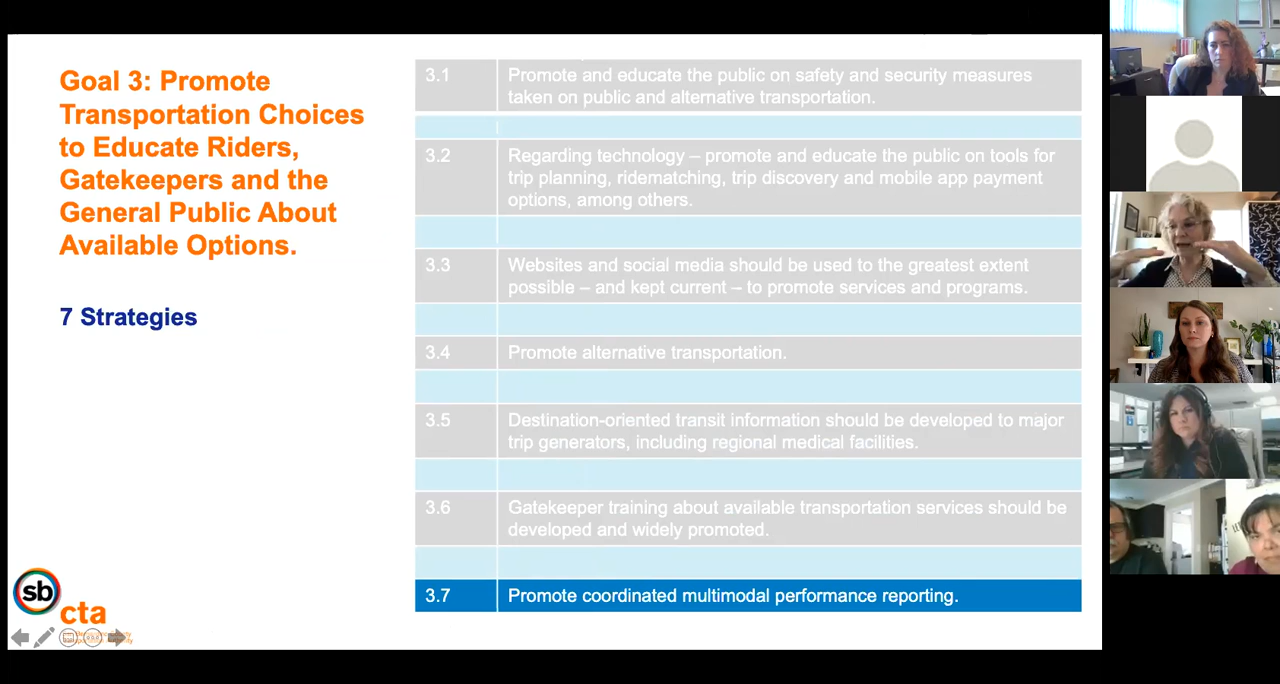 Goal 3: Promote
Transportation Choices
to Educate Riders,
Gatekeepers and the
General Public About
Available Options.
7 Strategies
3.1 Promote and educate the public on safety and security measures
taken on public and alternative transportation.
3.2 Regarding technology – promote and educate the public on tools for
trip planning, ridematching, trip discovery and mobile app payment
options, among others.
3.3 Websites and social media should be used to the greatest extent
possible – and kept current – to promote services and programs.
3.4 Promote alternative transportation.
3.5 Destination-oriented transit information should be developed to major
trip generators, including regional medical facilities.
3.6 Gatekeeper training about available transportation services should be
developed and widely promoted.
3.7 Promote coordinated multimodal performance reporting.
sb
cta